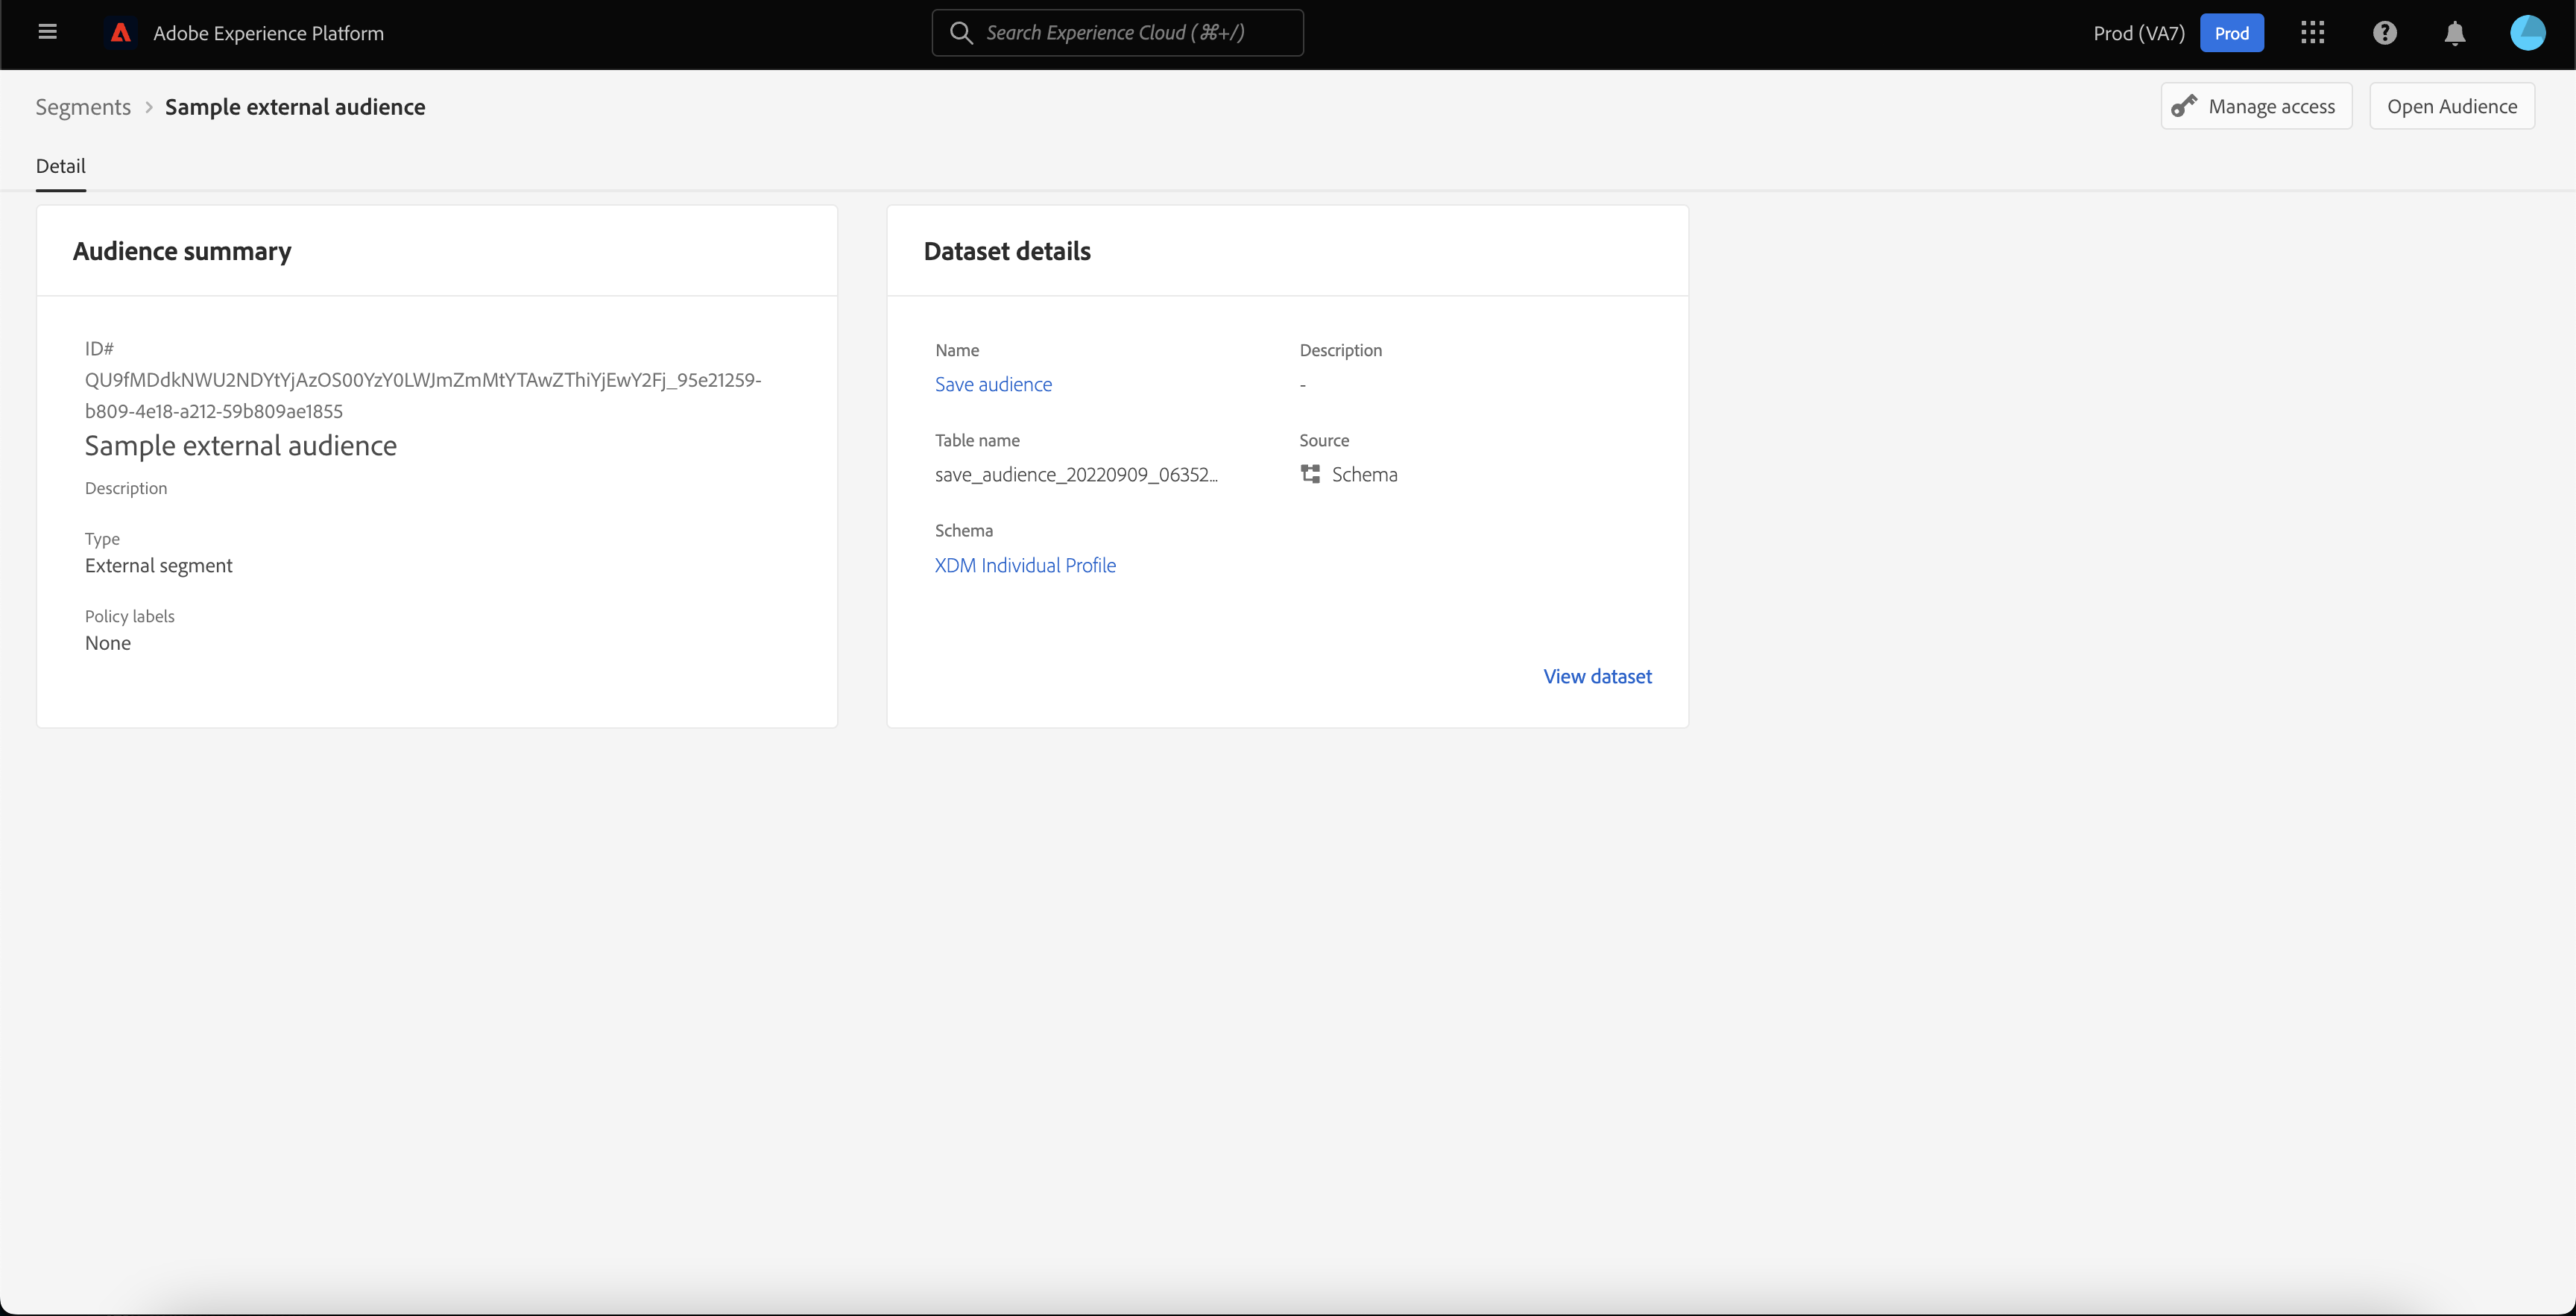 Adobe Experience Platform
Search Experience Cloud (⌘+/)
Prod (VA7)
Prod
Segments > Sample external audience
Manage access
Open Audience
Detail
Audience summary
ID#
QU9fMDdkNWU2NDYtYjAzOS00YzY0LWJmZmMtYTAwZThiYjEwY2Fj_95e21259-
b809-4e18-a212-59b809ae1855
Sample external audience
Description
Type
External segment
Policy labels
None
Dataset details
Name
Description
Save audience
-
Table name
Source
save_audience_20220909_06352...
Schema
Schema
XDM Individual Profile
View dataset